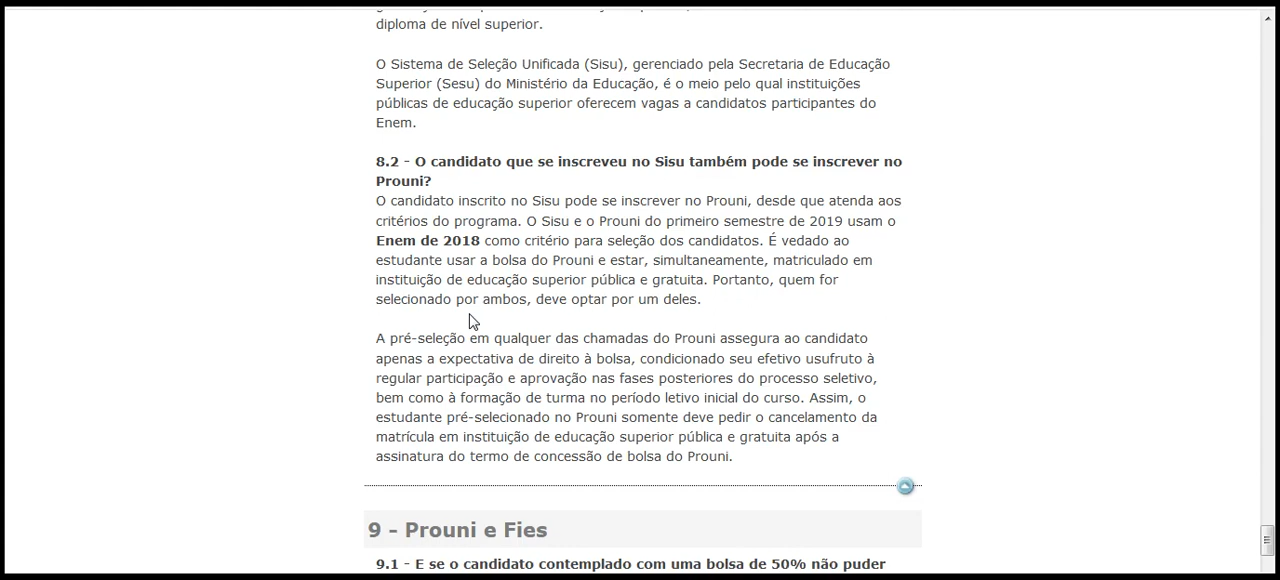 diploma de nível superior.
O Sistema de Seleção Unificada (Sisu), gerenciado pela Secretaria de Educação
Superior (Sesu) do Ministério da Educação, é o meio pelo qual instituições
públicas de educação superior oferecem vagas a candidatos participantes do
Enem.
8.2 - O candidato que se inscreveu no Sisu também pode se inscrever no
Prouni?
O candidato inscrito no Sisu pode se inscrever no Prouni, desde que atenda aos
critérios do programa. O Sisu e o Prouni do primeiro semestre de 2019 usam o
Enem de 2018 como critério para seleção dos candidatos. É vedado ao
estudante usar a bolsa do Prouni e estar, simultaneamente, matriculado em
instituição de educação superior pública e gratuita. Portanto, quem for
selecionado por ambos, deve optar por um deles.
A pré-seleção em qualquer das chamadas do Prouni assegura ao candidato
apenas a expectativa de direito à bolsa, condicionado seu efetivo usufruto à
regular participação e aprovação nas fases posteriores do processo seletivo,
bem como à formação de turma no período letivo inicial do curso. Assim, o
estudante pré-selecionado no Prouni somente deve pedir o cancelamento da
matrícula em instituição de educação superior pública e gratuita após a
assinatura do termo de concessão de bolsa do Prouni.
9 - Prouni e Fies
9.1 - E se o candidato contemplado com uma bolsa de 50% não puder